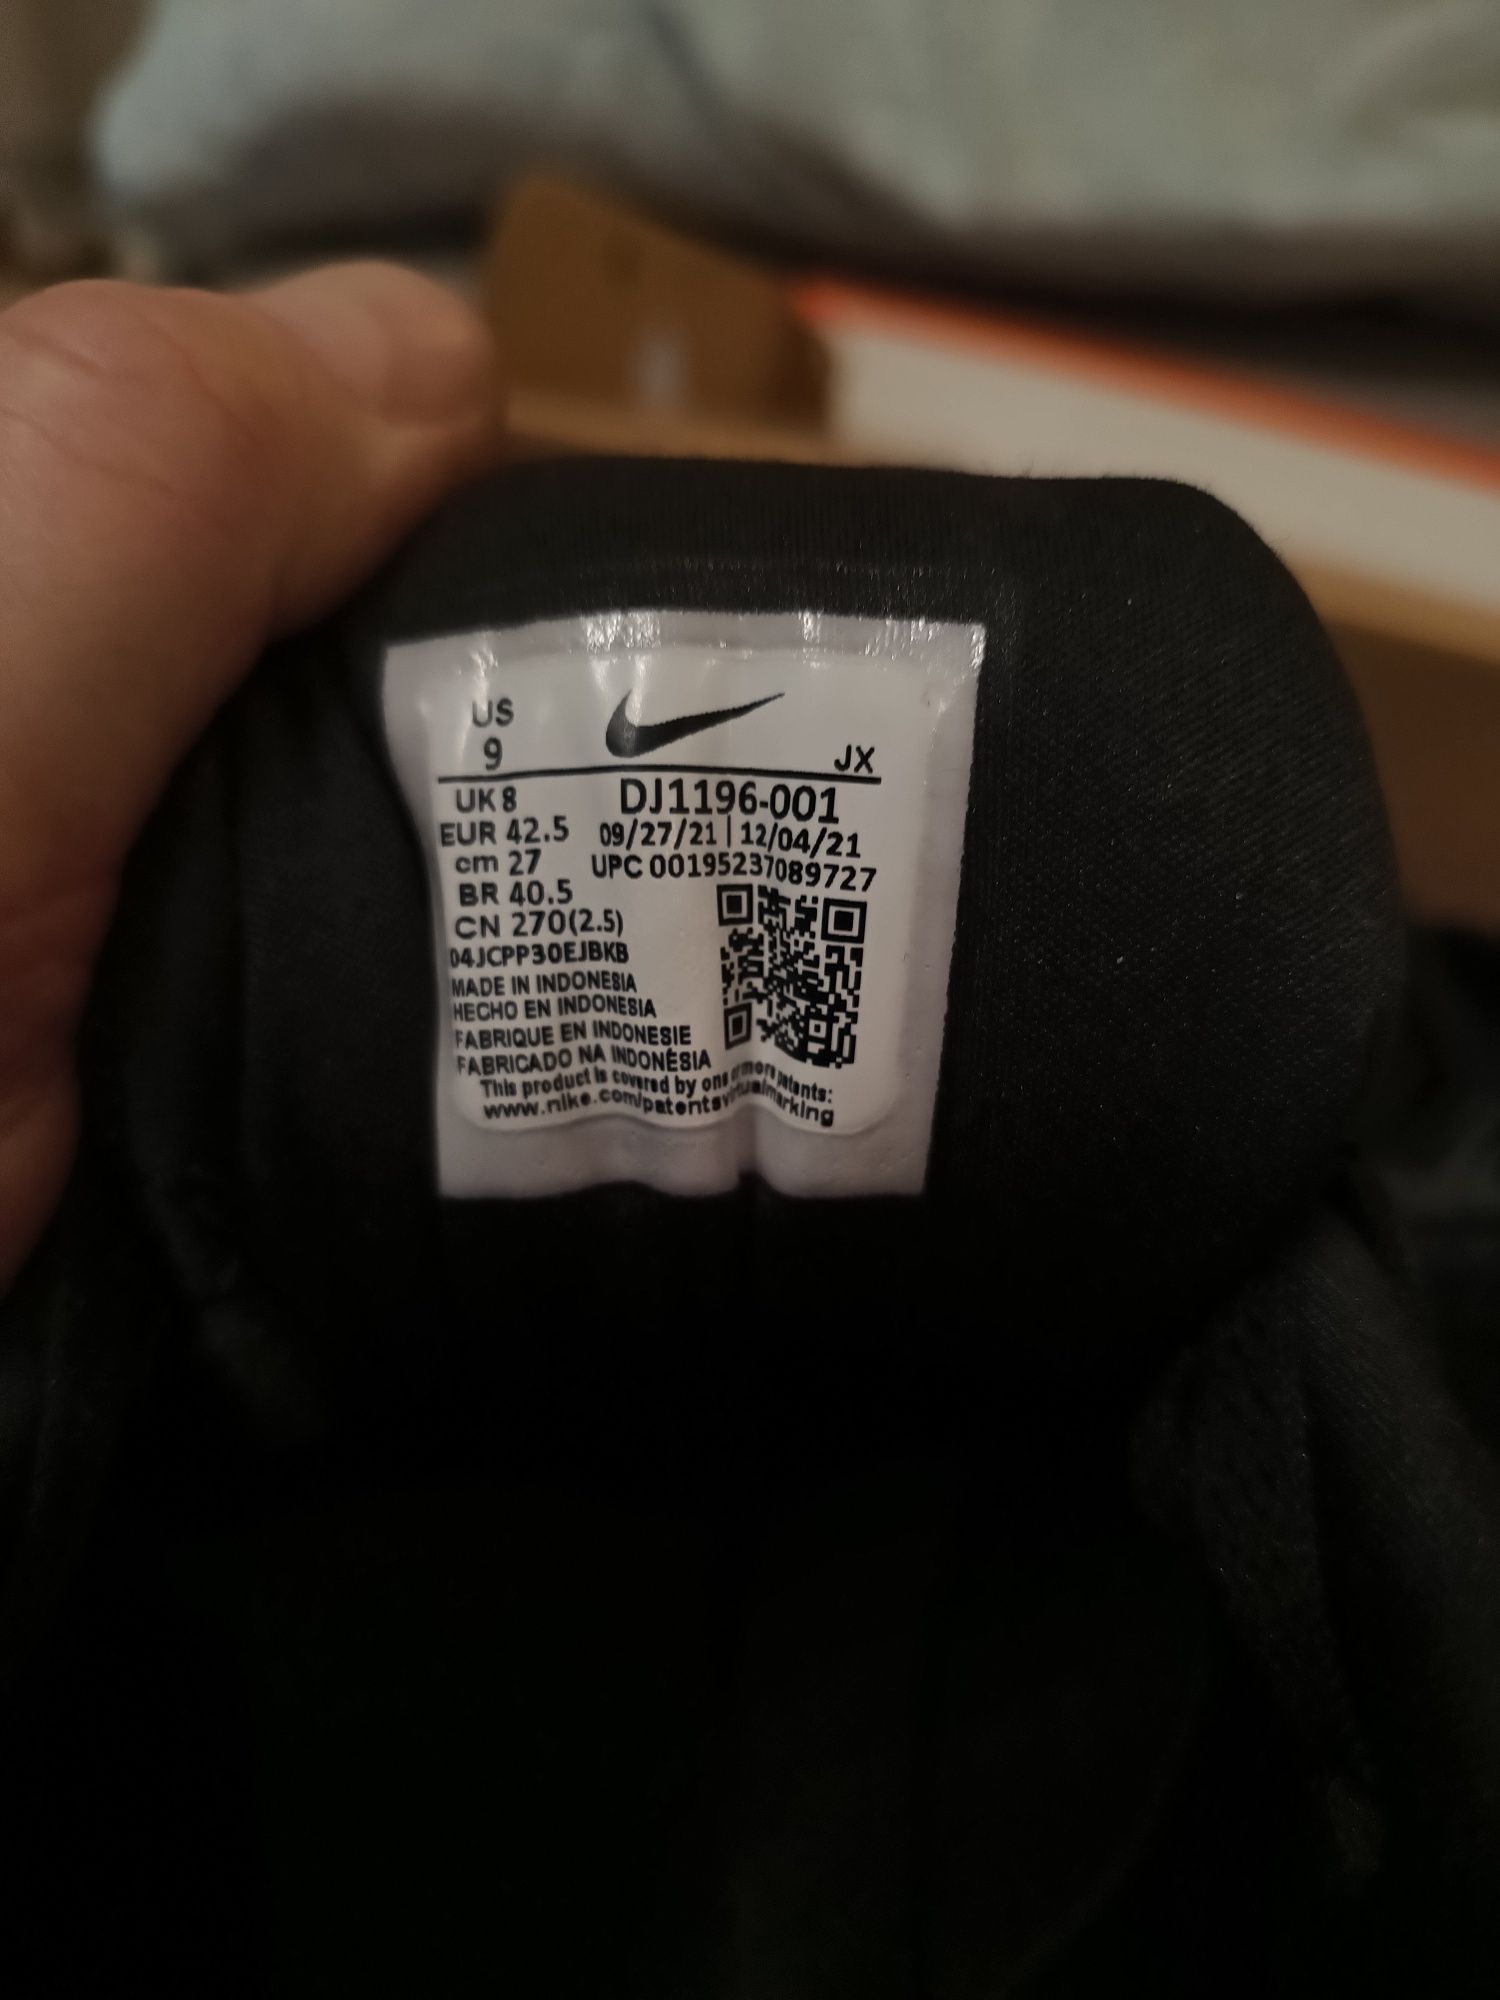 US
9
JX
UK 8
DJ1196-001
EUR 42.5
09/27/21 | 12/04/21
cm 27
UPC 00195237089727
BR 40.5
CN 270(2.5)
04JCPP30EJBKB
MADE IN INDONESIA
HECHO EN INDONESIA
FABRIQUE EN INDONESIE
FABRICADO NA INDONÉSIA
This product is covered by one or more patents:
www.nike.com/patentsvirtualmarking